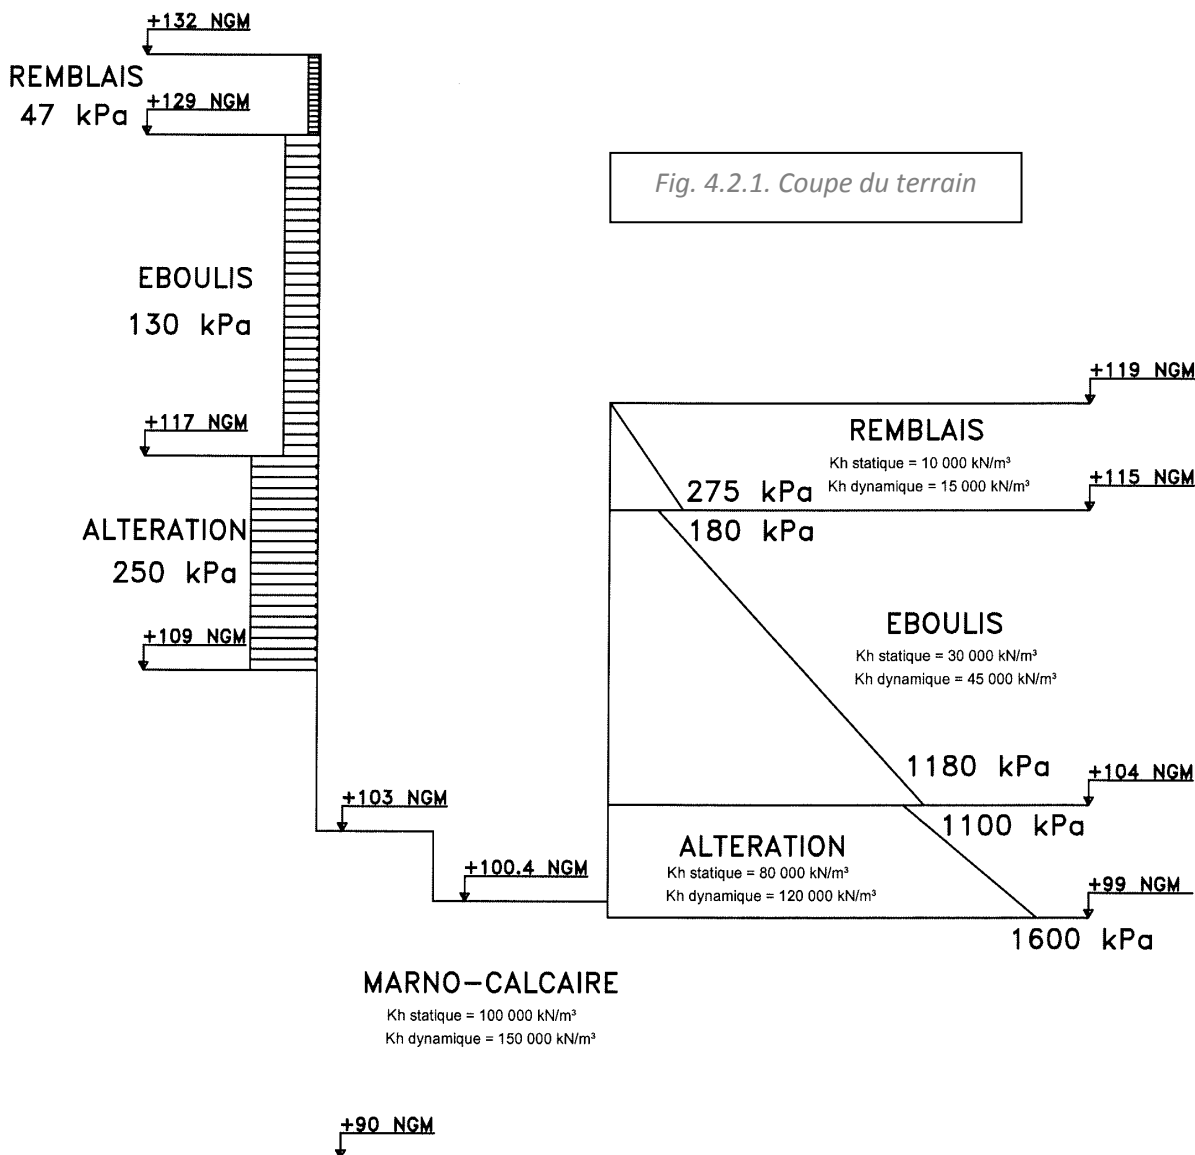 +132 NGM
REMBLAIS
47 kPa
+129 NGM
Fig. 4.2.1. Coupe du terrain
EBOULIS
130 kPa
+117 NGM
ALTERATION
250 kPa
+109 NGM
+119 NGM
REMBLAIS
Kh statique = 10 000 kN/m³
Kh dynamique = 15 000 kN/m³
275 kPa
+115 NGM
180 kPa
EBOULIS
Kh statique = 30 000 kN/m³
Kh dynamique = 45 000 kN/m³
1180 kPa
+104 NGM
1100 kPa
+103 NGM
ALTERATION
Kh statique = 80 000 kN/m³
Kh dynamique = 120 000 kN/m³
+100.4 NGM
+99 NGM
1600 kPa
MARNO-CALCAIRE
Kh statique = 100 000 kN/m³
Kh dynamique = 150 000 kN/m³
+90 NGM